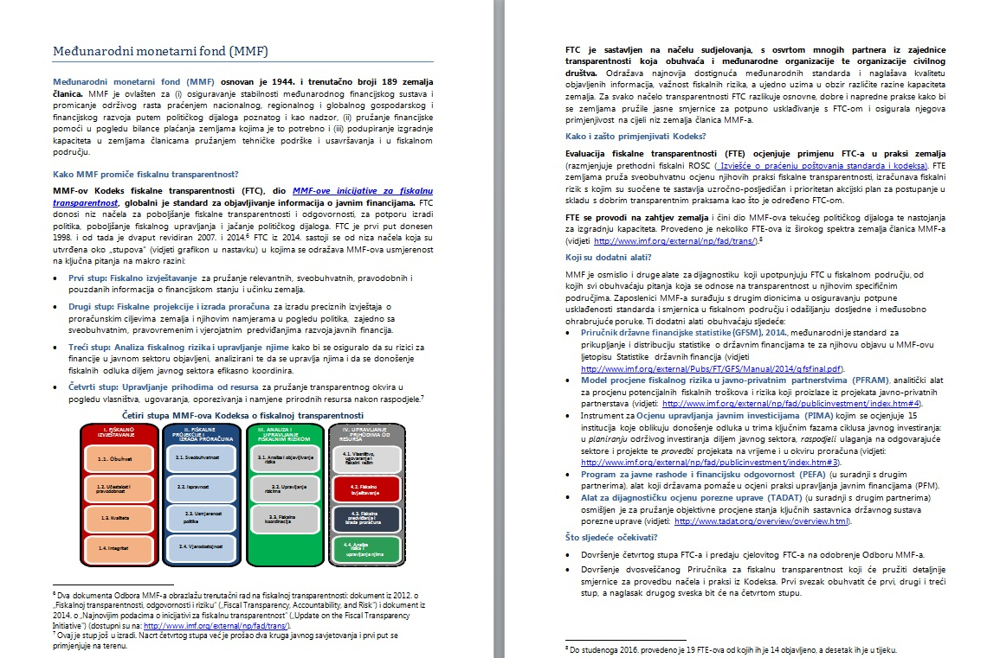 Međunarodni monetarni fond (MMF)
Međunarodni monetarni fond (MMF) osnovan je 1944. i trenutačno broji 189 zemalja
članica. MMF je ovlašten za (i) osiguravanje stabilnosti međunarodnog financijskog sustava i
promicanje održivog rasta praćenjem nacionalnog, regionalnog i globalnog gospodarskog i
financijskog razvoja putem političkog dijaloga poznatog i kao nadzor, (ii) pružanje financijske
pomoći u pogledu bilance plaćanja zemljama kojima je to potrebno i (iii) podupiranje izgradnje
kapaciteta u zemljama članicama pružanjem tehničke podrške i usavršavanja i u fiskalnom
području.
Kako MMF promiče fiskalnu transparentnost?
MMF-ov Kodeks fiskalne transparentnosti (FTC), dio MMF-ove inicijative za fiskalnu
transparentnost, globalni je standard za objavljivanje informacija o javnim financijama. FTC
donosi niz načela za poboljšanje fiskalne transparentnosti i odgovornosti, za potporu izradi
politika, poboljšanje fiskalnog upravljanja i jačanje političkog dijaloga. FTC je prvi put donesen
1998. i od tada je dvaput revidiran 2007. i 2014.⁶ FTC iz 2014. sastoji se od niza načela koja su
utvrđena oko „stupova“ (vidjeti grafikon u nastavku) u kojima se odražava MMF-ova usmjerenost
na ključna pitanja na makro razini:
• Prvi stup: Fiskalno izvještavanje za pružanje relevantnih, sveobuhvatnih, pravodobnih i
pouzdanih informacija o financijskom stanju i učinku zemalja.
• Drugi stup: Fiskalne projekcije i izrada proračuna za izradu preciznih izvještaja o
proračunskim ciljevima zemalja i njihovim namjerama u pogledu politika, zajedno sa
sveobuhvatnim, pravovremenim i vjerojatnim predviđanjima razvoja javnih financija.
• Treći stup: Analiza fiskalnog rizika i upravljanje njime kako bi se osiguralo da su rizici za
financije u javnom sektoru objavljeni, analizirani te da se upravlja njima i da se donošenje
fiskalnih odluka diljem javnog sektora efikasno koordinira.
• Četvrti stup: Upravljanje prihodima od resursa za pružanje transparentnog okvira u
pogledu vlasništva, ugovaranja, oporezivanja i namjene prirodnih resursa nakon raspodjele.⁷
Četiri stupa MMF-ova Kodeksa o fiskalnoj transparentnosti
I. FISKALNO
IZVJEŠTAVANJE
1.1. Obuhvat
1.2. Učestalost i
pravodobnost
1.3. Kvaliteta
1.4. Integritet
II. FISKALNE
PROJEKCIJE I
IZRADA PRORAČUNA
2.1. Sveobuhvatnost
2.2. Ispravnost
2.3. Usmjerenost
politike
2.4. Vjerodostojnost
III. ANALIZA I
UPRAVLJANJE
FISKALNIM RIZIKOM
3.1. Analiza i objavljivanje
rizika
3.2. Upravljanje
rizicima
3.3. Fiskalna
koordinacija
IV. UPRAVLJANJE
PRIHODIMA OD
RESURSA
4.1. Vlasništvo,
ugovaranje i
fiskalni režim
4.2. Fiskalno
izvještavanje
4.3. Fiskalna
predviđanja i
izrada proračuna
4.4. Analiza
rizika i
upravljanje njima
⁶ Dva dokumenta Odbora MMF-a obrazlažu trenutačni rad na fiskalnoj transparentnosti: dokument iz 2012. o
„Fiskalnoj transparentnosti, odgovornosti i riziku“ („Fiscal Transparency, Accountability, and Risk“) i dokument iz
2014. o „Najnovijim podacima o inicijativi za fiskalnu transparentnost“ („Update on the Fiscal Transparency
Initiative“) (dostupni su na: http://www.imf.org/external/np/fad/trans/).
⁷ Ovaj je stup još u izradi. Nacrt četvrtog stupa već je prošao dva kruga javnog savjetovanja i prvi put se
primjenjuje na terenu.
FTC je sastavljen na načelu sudjelovanja, s osvrtom mnogih partnera iz zajednice
transparentnosti koja obuhvaća i međunarodne organizacije te organizacije civilnog
društva. Odražava najnovija dostignuća međunarodnih standarda i naglašava kvalitetu
objavljenih informacija, važnost fiskalnih rizika, a ujedno uzima u obzir različite razine kapaciteta
zemalja. Za svako načelo transparentnosti FTC razlikuje osnovne, dobre i napredne prakse kako bi
se zemljama pružile jasne smjernice za potpuno usklađivanje s FTC-om i osigurala njegova
primjenjivost na cijeli niz zemalja članica MMF-a.
Kako i zašto primjenjivati Kodeks?
Evaluacija fiskalne transparentnosti (FTE) ocjenjuje primjenu FTC-a u praksi zemalja
(razmjenjuje prethodni fiskalni ROSC ( Izvješće o praćenju poštovanja standarda i kodeksa). FTE
zemljama pruža sveobuhvatnu ocjenu njihovih praksi fiskalne transparentnosti, izračunava fiskalni
rizik s kojim su suočene te sastavlja uzročno-posljedičan i prioritetan akcijski plan za postupanje u
skladu s dobrim transparentnim praksama kao što je određeno FTC-om.
FTE se provodi na zahtjev zemalja i čini dio MMF-ova tekućeg političkog dijaloga te nastojanja
za izgradnju kapaciteta. Provedeno je nekoliko FTE-ova iz širokog spektra zemalja članica MMF-a
(vidjeti http://www.imf.org/external/np/fad/trans/).⁸
Koji su dodatni alati?
MMF je osmislio i druge alate za dijagnostiku koji upotpunjuju FTC u fiskalnom području, od
kojih svi obuhvaćaju pitanja koja se odnose na transparentnost u njihovim specifičnim
područjima. Zaposlenici MMF-a surađuju s drugim dionicima u osiguravanju potpune
usklađenosti standarda i smjernica u fiskalnom području i odašiljanju dosljedne i međusobno
ohrabrujuće poruke. Ti dodatni alati obuhvaćaju sljedeće:
• Priručnik državne financijske statistike (GFSM), 2014., međunarodni je standard za
prikupljanje i distribuciju statistike o državnim financijama te za njihovu objavu u MMF-ovu
ljetopisu Statistike državnih financija (vidjeti
http://www.imf.org/external/Pubs/FT/GFS/Manual/2014/gfsfinal.pdf).
• Model procjene fiskalnog rizika u javno-privatnim partnerstvima (PFRAM), analitički alat
za procjenu potencijalnih fiskalnih troškova i rizika koji proizlaze iz projekata javno-privatnih
partnerstava (vidjeti: http://www.imf.org/external/np/fad/publicinvestment/index.htm#4).
• Instrument za Ocjenu upravljanja javnim investicijama (PIMA) kojim se ocjenjuje 15
institucija koje oblikuju donošenje odluka u trima ključnim fazama ciklusa javnog investiranja:
u planiranju održivog investiranja diljem javnog sektora, raspodjeli ulaganja na odgovarajuće
sektore i projekte te provedbi projekata na vrijeme i u okviru proračuna (vidjeti:
http://www.imf.org/external/np/fad/publicinvestment/index.htm#3).
• Program za javne rashode i financijsku odgovornost (PEFA) (u suradnji s drugim
partnerima), alat koji državama pomaže u ocjeni praksi upravljanja javnim financijama (PFM).
• Alat za dijagnostičku ocjenu porezne uprave (TADAT) (u suradnji s drugim partnerima)
osmišljen je za pružanje objektivne procjene stanja ključnih sastavnica državnog sustava
porezne uprave (vidjeti: http://www.tadat.org/overview/overview.html).
Što sljedeće očekivati?
• Dovršenje četvrtog stupa FTC-a i predaju cjelovitog FTC-a na odobrenje Odboru MMF-a.
• Dovršenje dvosveščanog Priručnika za fiskalnu transparentnost koji će pružiti detaljnije
smjernice za provedbu načela i praksi iz Kodeksa. Prvi svezak obuhvatit će prvi, drugi i treći
stup, a naglasak drugog sveska bit će na četvrtom stupu.
⁸ Do studenoga 2016. provedeno je 19 FTE-ova od kojih ih je 14 objavljeno, a desetak ih je u tijeku.